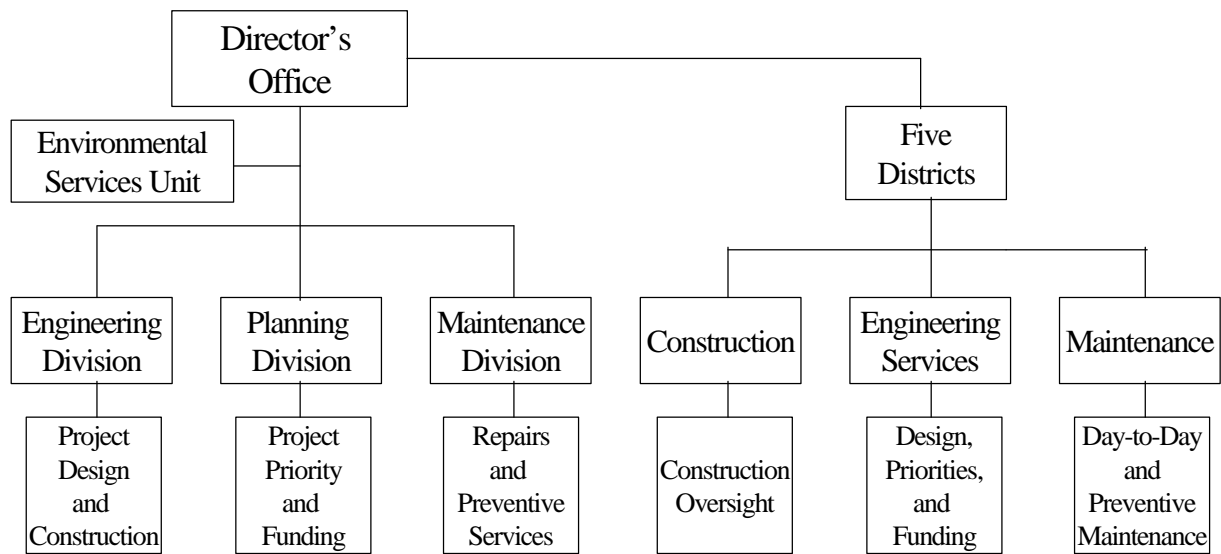 Director's
Office
Environmental
Services Unit
Five
Districts
Engineering
Division
Planning
Division
Maintenance
Division
Construction
Engineering
Services
Maintenance
Project
Design
and
Construction
Project
Priority
and
Funding
Repairs
and
Preventive
Services
Construction
Oversight
Design,
Priorities,
and
Funding
Day-to-Day
and
Preventive
Maintenance